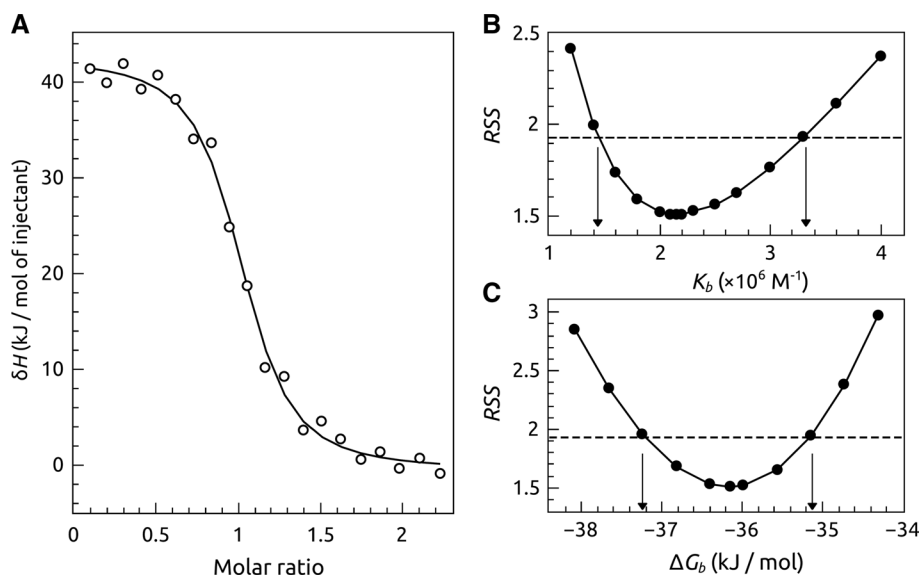 A
δH (kJ / mol of injectant)
40
30
20
10
0
0
0.5
1
1.5
2
Molar ratio
B
RSS
2.5
2
1.5
1
2
3
4
K_b (×10⁶ M⁻¹)
C
RSS
3
2.5
2
1.5
−38
−37
−36
−35
−34
ΔG_b (kJ / mol)